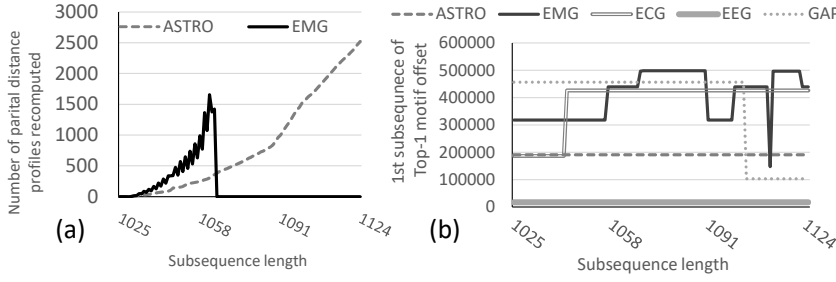 ASTRO EMG
3000
2500
2000
1500
1000
500
0
Number of parital distance
profiles recomputed
1025
1058
1091
1124
Subsequence length
(a)
ASTRO EMG ECG EEG GAP
600000
500000
400000
300000
200000
100000
0
1st subsequnece of
Top-1 motif offset
1025
1058
1091
1124
Subsequence length
(b)